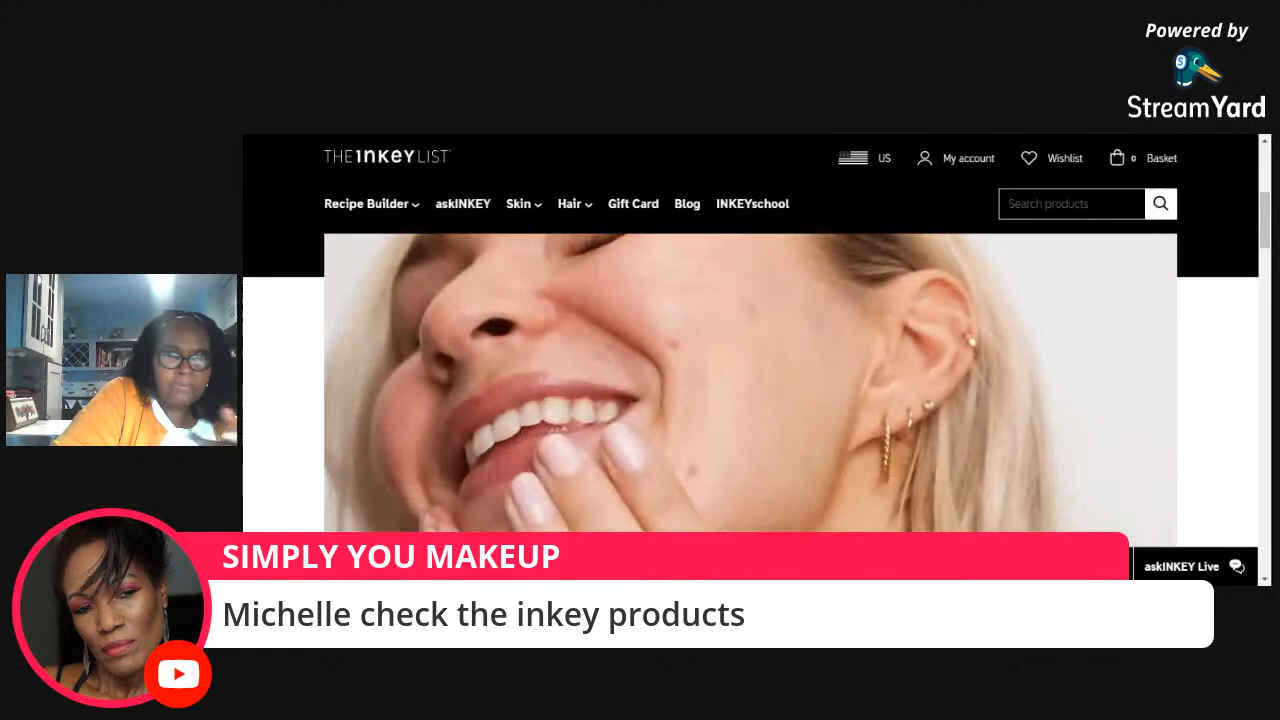 Powered by
StreamYard
THE INKEY LIST™
US
My account
Wishlist
0
Basket
Recipe Builder
askINKEY
Skin
Hair
Gift Card
Blog
INKEYschool
Search products
askINKEY Live
SIMPLY YOU MAKEUP
Michelle check the inkey products